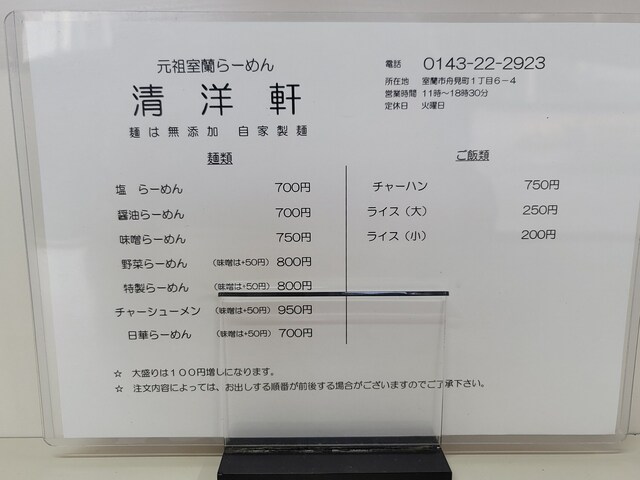 元祖室蘭らーめん
清洋軒
麺は無添加 自家製麺
電話 0143-22-2923
所在地 室蘭市舟見町1丁目6-4
営業時間 11時~18時30分
定休日 火曜日
麺類
塩 らーめん 700円
醤油らーめん 700円
味噌らーめん 750円
野菜らーめん (味噌は+50円) 800円
特製らーめん (味噌は+50円) 800円
チャーシューメン (味噌は+50円) 950円
日華らーめん (味噌は+50円) 700円
ご飯類
チャーハン 750円
ライス(大) 250円
ライス(小) 200円
☆ 大盛りは100円増しになります。
☆ 注文内容によっては、お出しする順番が前後する場合がございますのでご了承下さい。